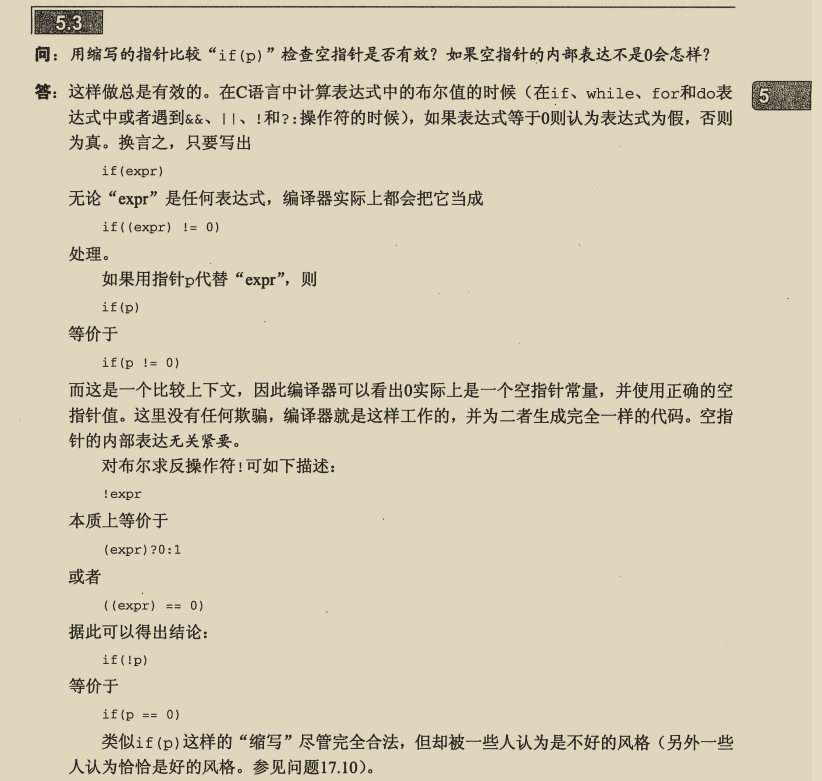 5.3
问：用缩写的指针比较“if(p)”检查空指针是否有效？如果空指针的内部表达不是0会怎样？
答：这样做总是有效的。在C语言中计算表达式中的布尔值的时候（在if、while、for和do表
5
达式中或者遇到&&、||、!和?:操作符的时候），如果表达式等于0则认为表达式为假，否则
为真。换言之，只要写出
if(expr)
无论“expr”是任何表达式，编译器实际上都会把它当成
if((expr) != 0)
处理。
如果用指针p代替“expr”，则
if(p)
等价于
if(p != 0)
而这是一个比较上下文，因此编译器可以看出0实际上是一个空指针常量，并使用正确的空
指针值。这里没有任何欺骗，编译器就是这样工作的，并为二者生成完全一样的代码。空指
针的内部表达无关紧要。
对布尔求反操作符!可如下描述：
!expr
本质上等价于
(expr)?0:1
或者
((expr) == 0)
据此可以得出结论：
if(!p)
等价于
if(p == 0)
类似if(p)这样的“缩写”尽管完全合法，但却被一些人认为是不好的风格（另外一些
人认为恰恰是好的风格。参见问题17.10）。